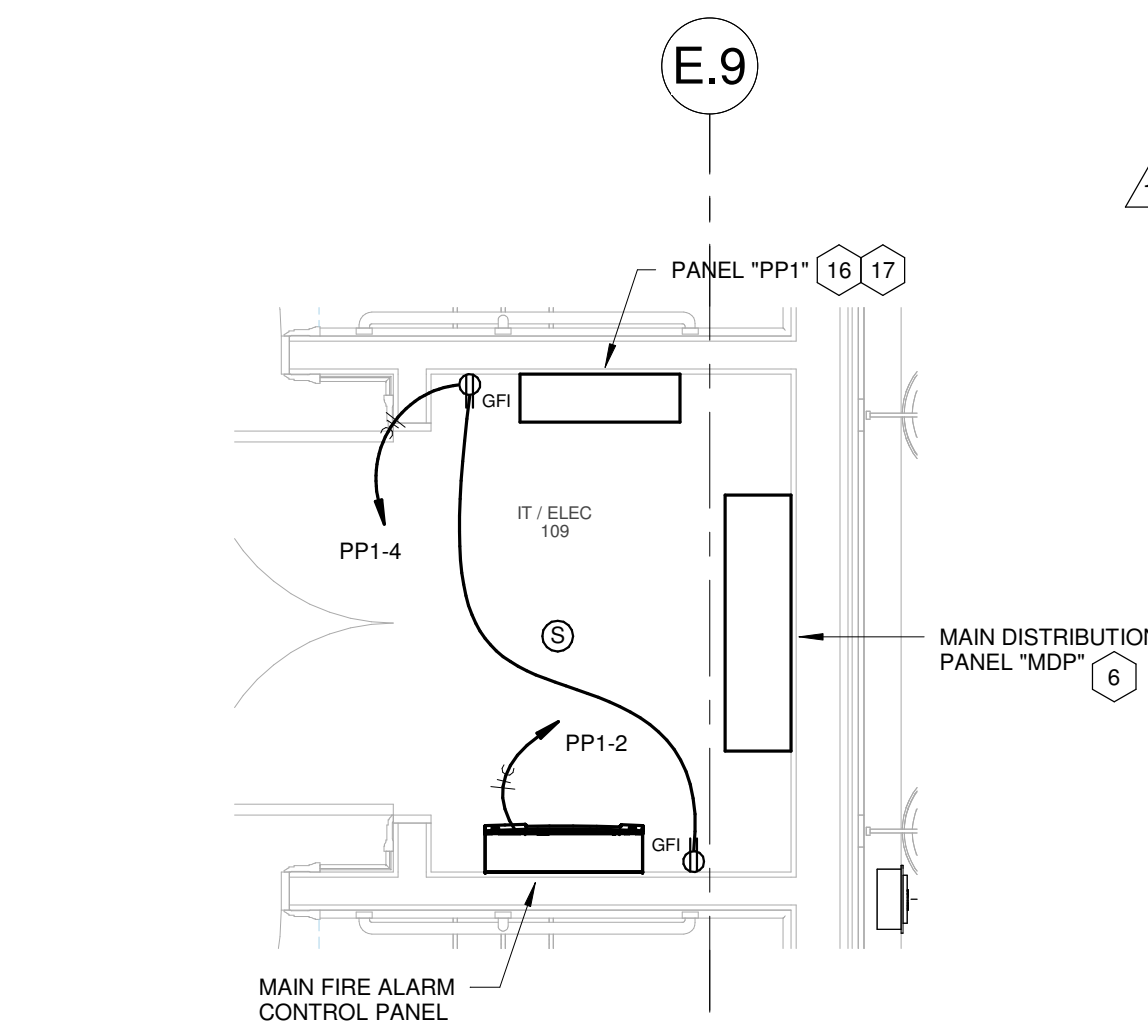 E.9
PANEL "PP1" 16 17
GFI
IT / ELEC
109
PP1-4
S
MAIN DISTRIBUTION
PANEL "MDP" 6
PP1-2
GFI
MAIN FIRE ALARM
CONTROL PANEL